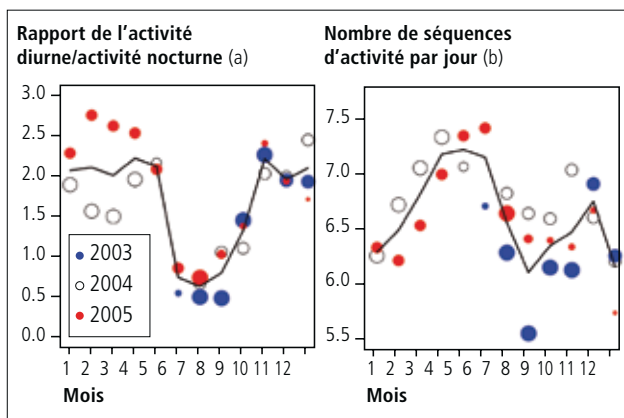 Rapport de l'activité
diurne/activité nocturne (a)
3.0
2.5
2.0
1.5
1.0
0.5
0.0
2003
2004
2005
1 2 3 4 5 6 7 8 9 10 11 12
Mois
Nombre de séquences
d'activité par jour (b)
7.5
7.0
6.5
6.0
5.5
1 2 3 4 5 6 7 8 9 10 11 12
Mois